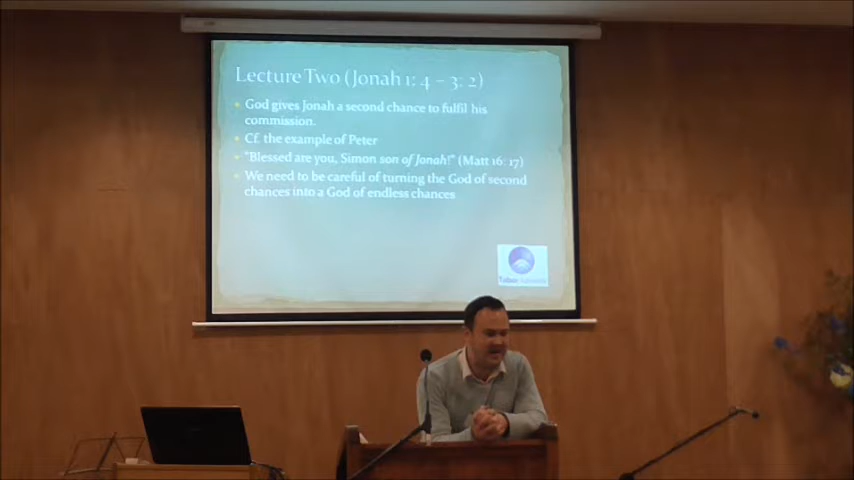 Lecture Two (Jonah 1: 4 – 3: 2)
God gives Jonah a second chance to fulfill his
commission.
Cf. the example of Peter
"Blessed are you, Simon son of Jonah!" (Matt 16: 17)
We need to be careful of turning the God of second
chances into a God of endless chances